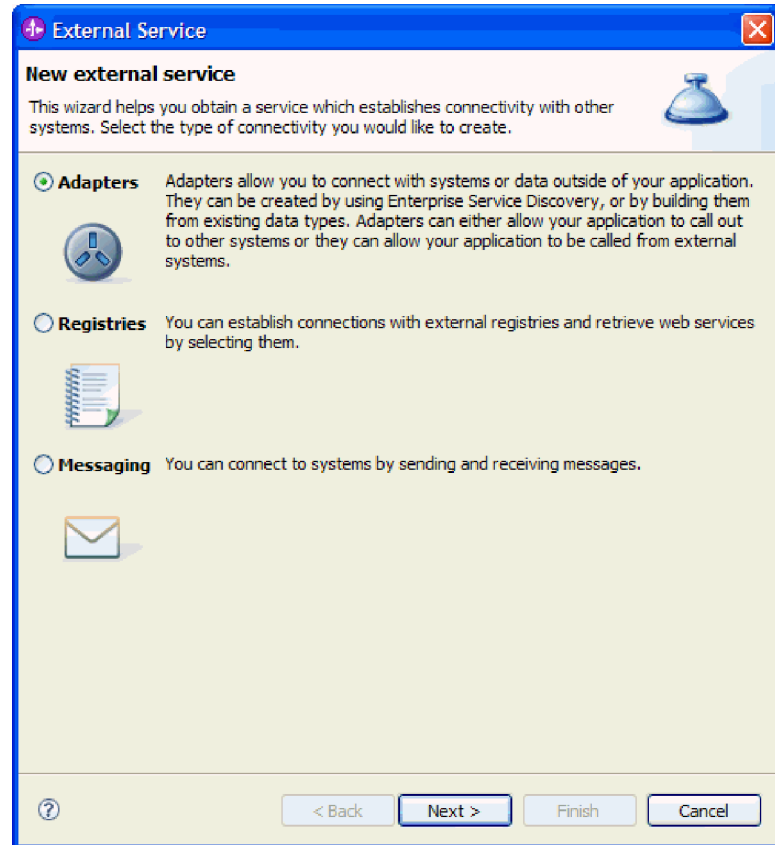 External Service
New external service
This wizard helps you obtain a service which establishes connectivity with other
systems. Select the type of connectivity you would like to create.
Adapters
Adapters allow you to connect with systems or data outside of your application.
They can be created by using Enterprise Service Discovery, or by building them
from existing data types. Adapters can either allow your application to call out
to other systems or they can allow your application to be called from external
systems.
Registries
You can establish connections with external registries and retrieve web services
by selecting them.
Messaging
You can connect to systems by sending and receiving messages.
?
< Back
Next >
Finish
Cancel